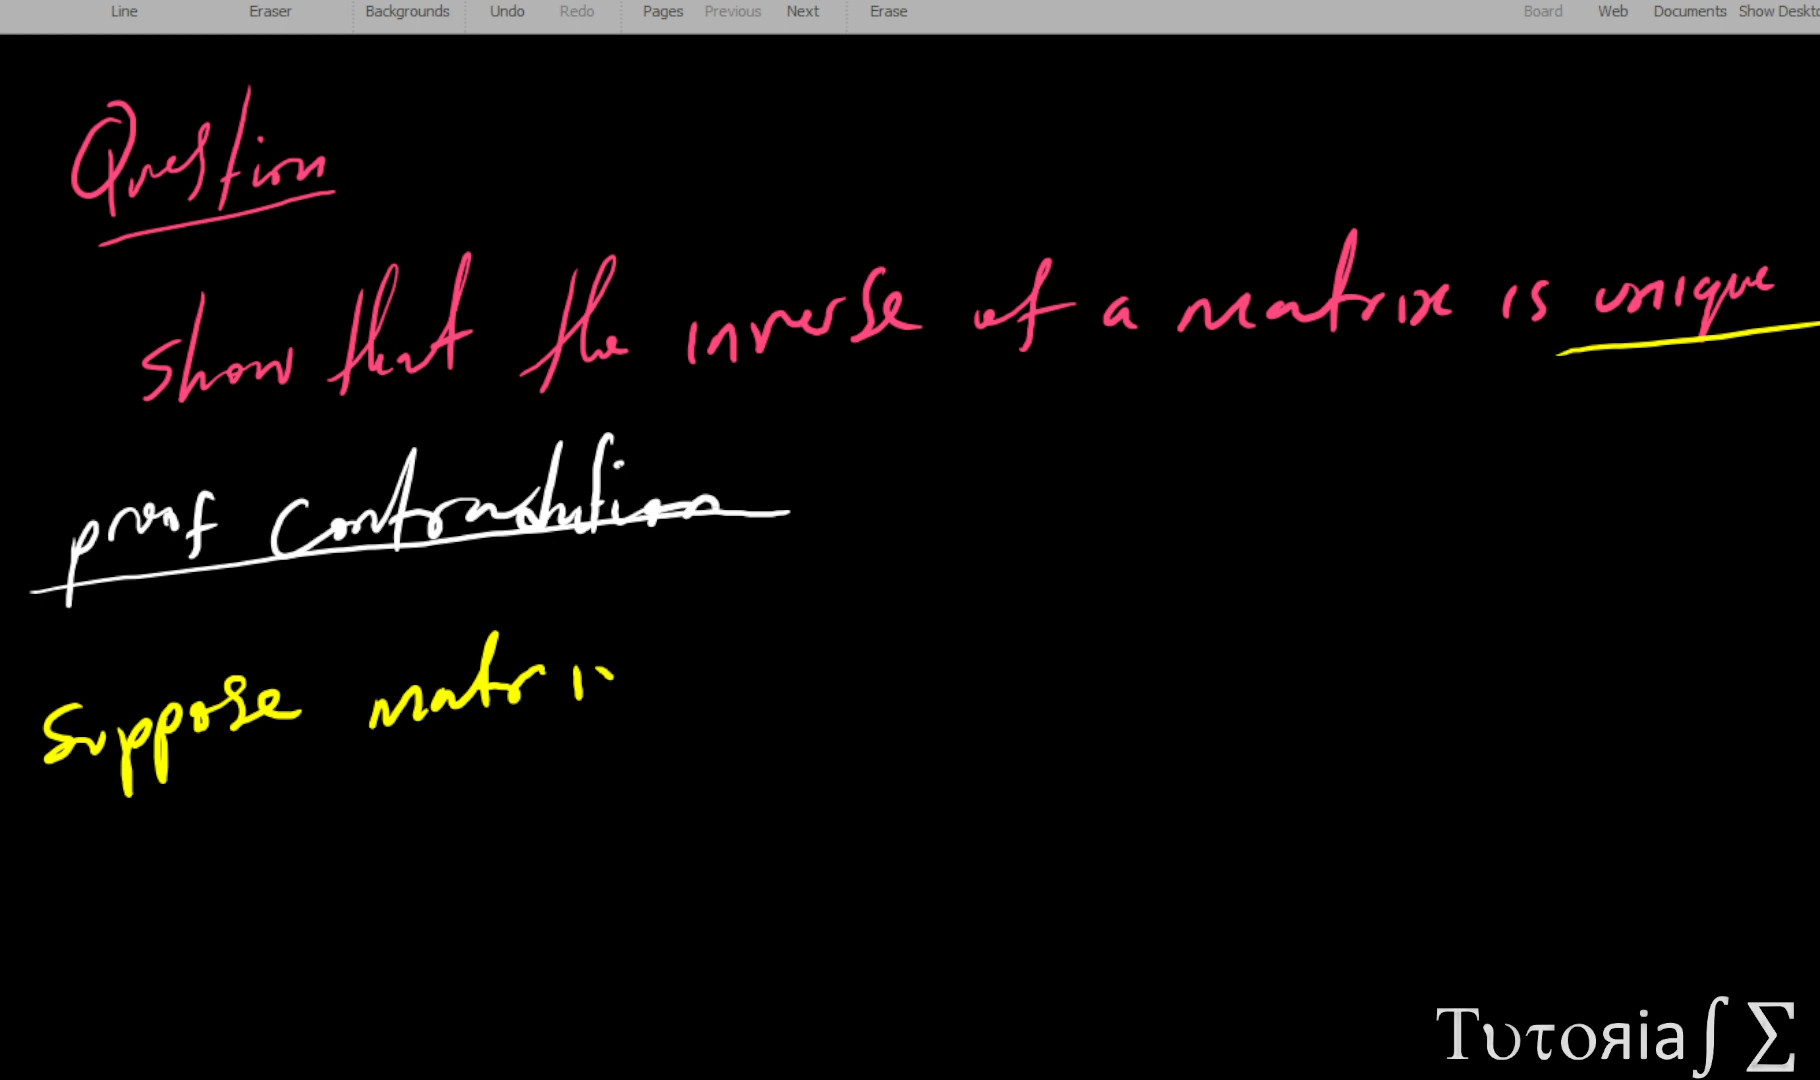 Line Eraser Backgrounds Undo Redo Pages Previous Next Erase Board Web Documents Show Deskto
Question
show that the inverse of a matrix is unique
proof contradiction
Suppose matri
TυτoЯia∫ Σ